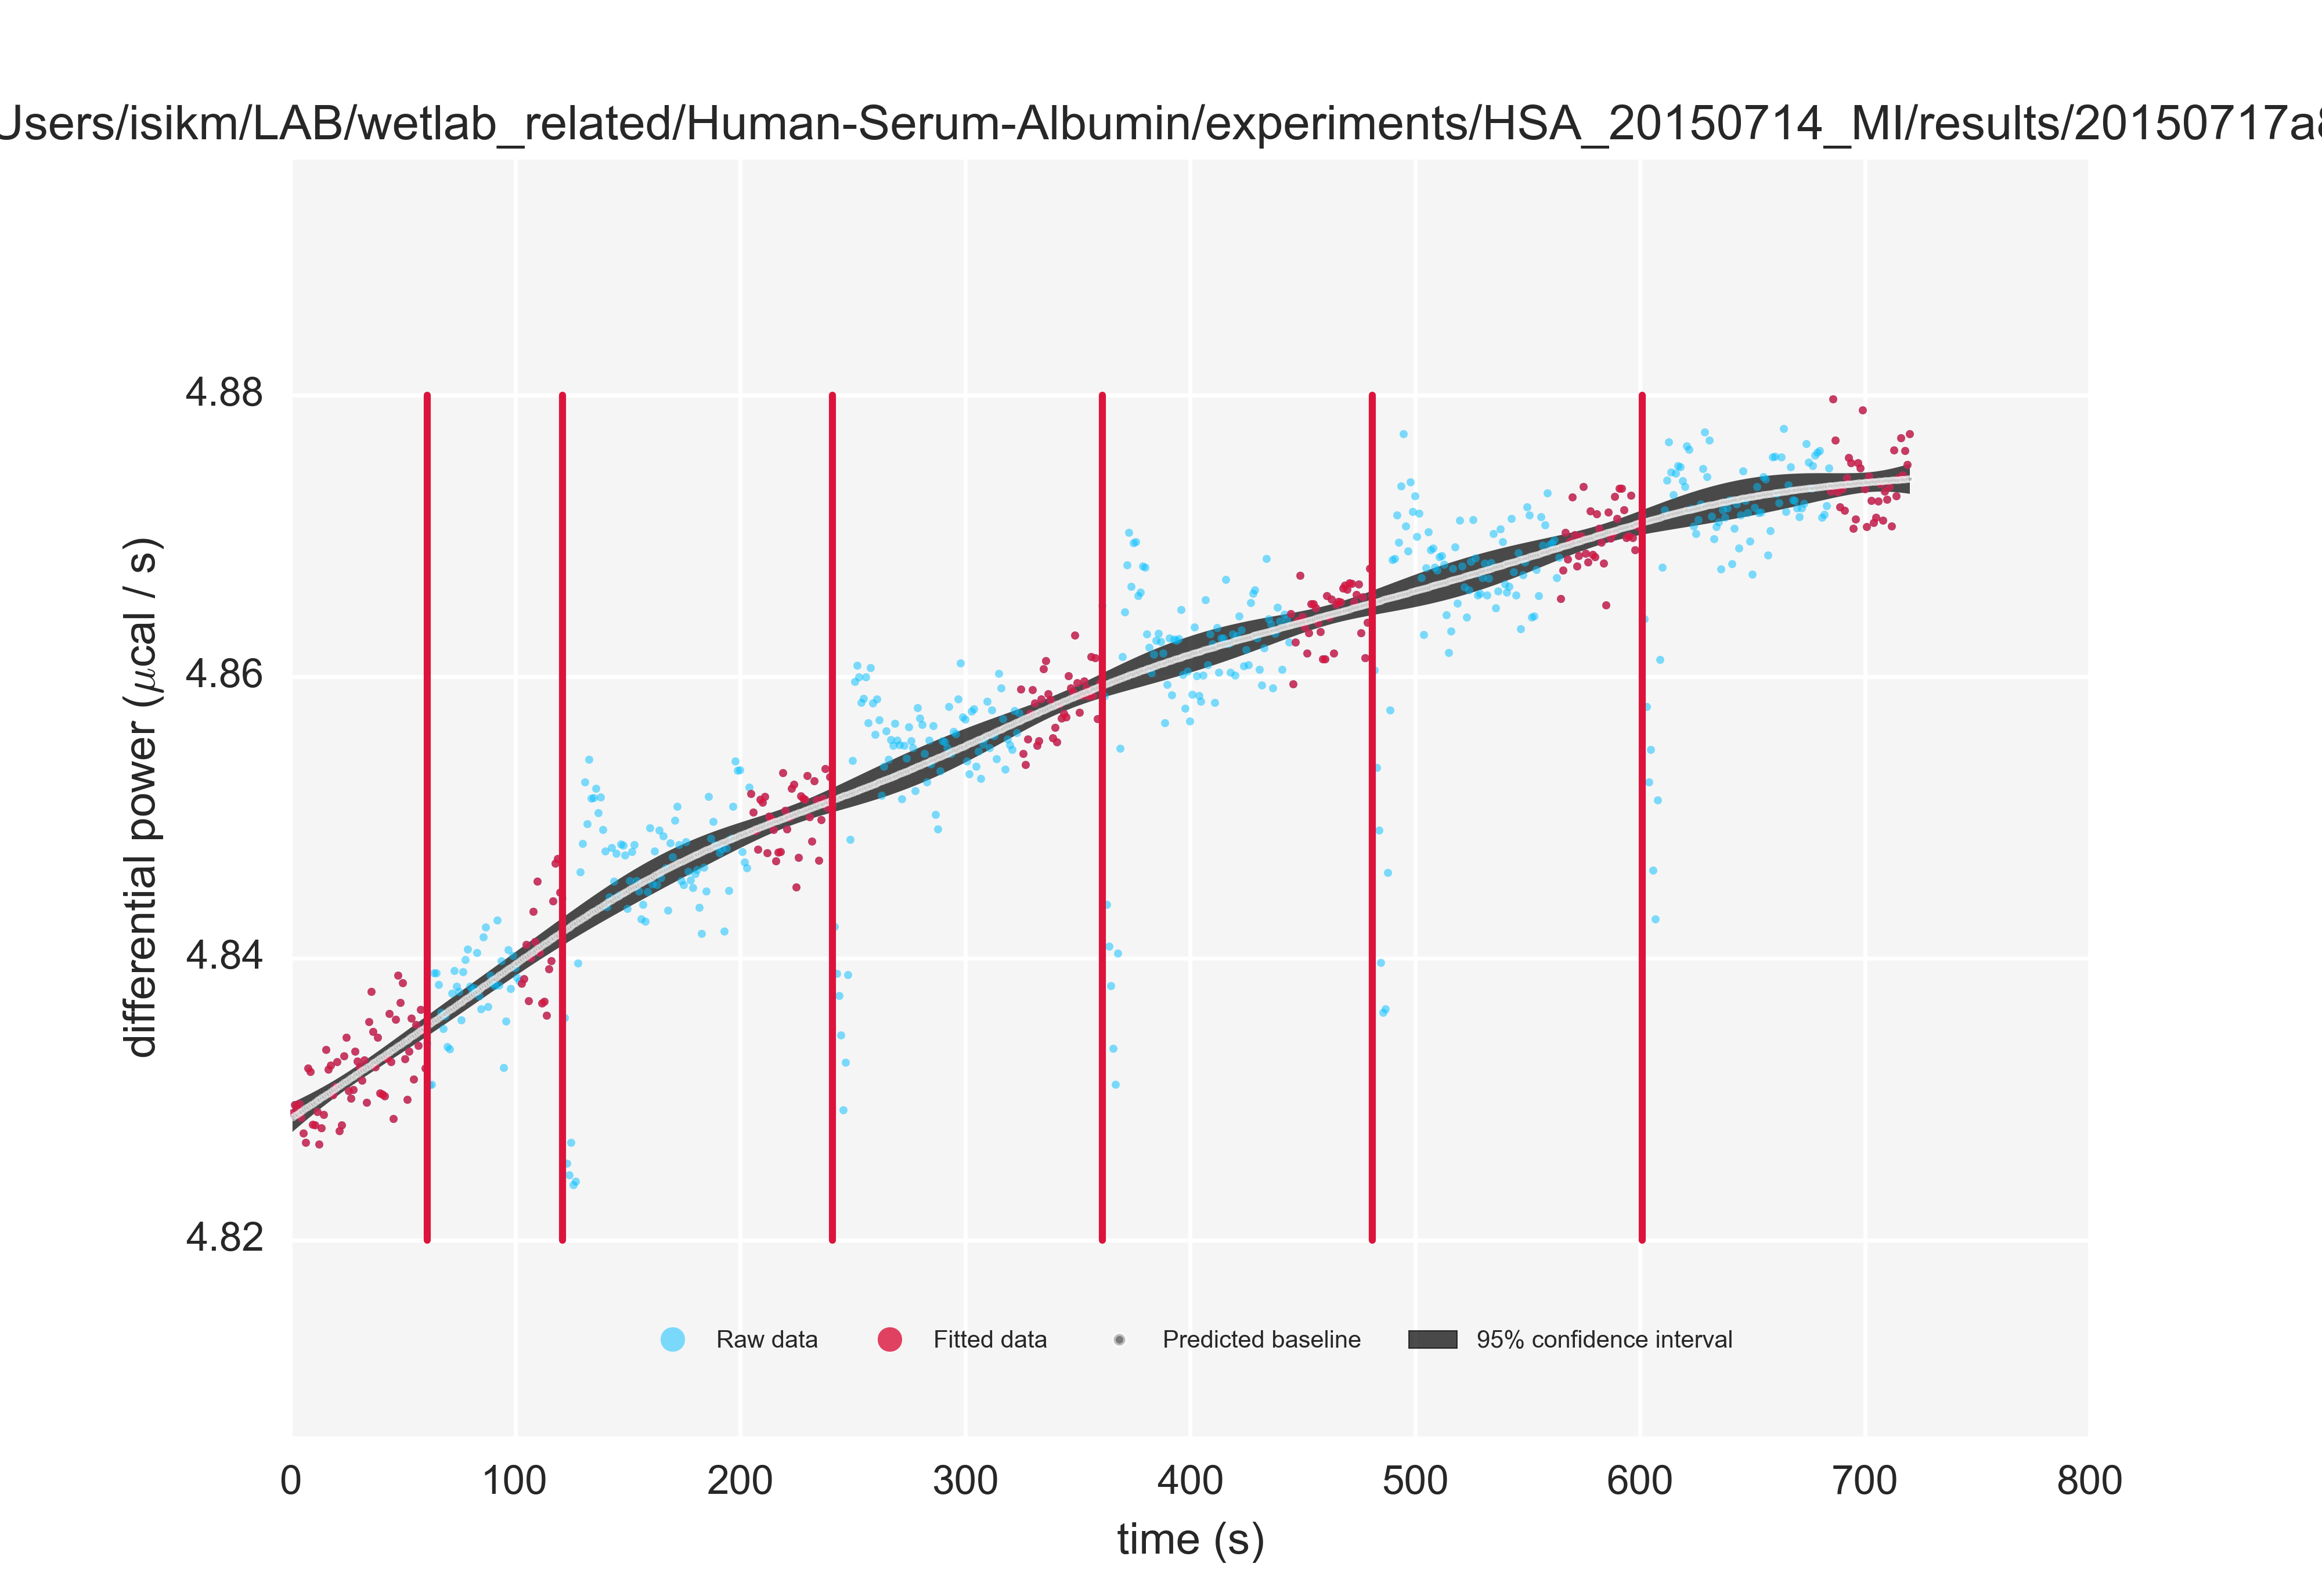 Users/isikm/LAB/wetlab_related/Human-Serum-Albumin/experiments/HSA_20150714_MI/results/20150717a8
4.88
4.86
4.84
4.82
differential power (μcal / s)
Raw data Fitted data Predicted baseline 95% confidence interval
0 100 200 300 400 500 600 700 800
time (s)